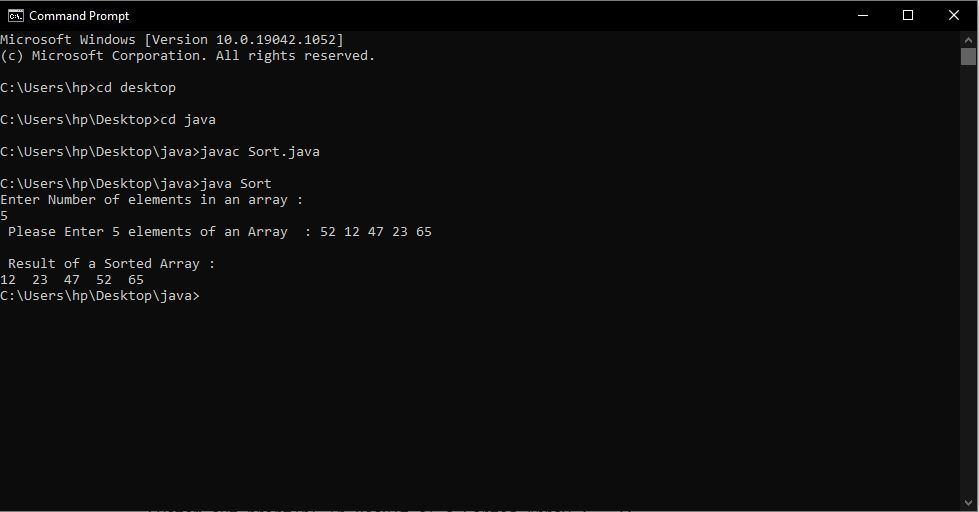 Command Prompt
Microsoft Windows [Version 10.0.19042.1052]
(c) Microsoft Corporation. All rights reserved.
C:\Users\hp>cd desktop
C:\Users\hp\Desktop>cd java
C:\Users\hp\Desktop\java>javac Sort.java
C:\Users\hp\Desktop\java>java Sort
Enter Number of elements in an array :
5
 Please Enter 5 elements of an Array  : 52 12 47 23 65
 Result of a Sorted Array :
12  23  47  52  65
C:\Users\hp\Desktop\java>